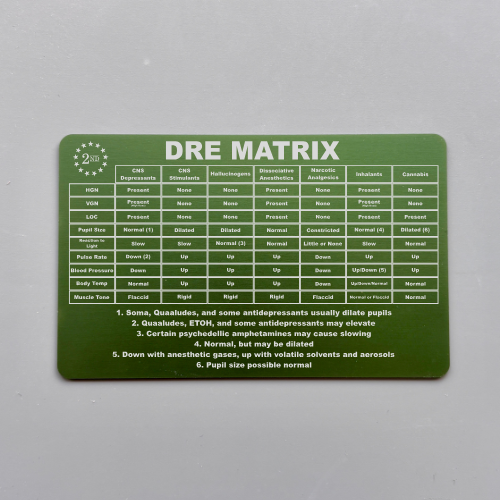 2ND
DRE MATRIX
CNS Depressants CNS Stimulants Hallucinogens Dissociative Anesthetics Narcotic Analgesics Inhalants Cannabis
HGN Present None None Present None Present None
VGN Present None None Present None Present None
LOC Present None None Present None Present Present
Pupil Size Normal (1) Dilated Dilated Normal Constricted Normal (4) Dilated (6)
Reaction to Light Slow Slow Normal (3) Normal Little or None Slow Normal
Pulse Rate Down (2) Up Up Up Down Up Up
Blood Pressure Down Up Up Up Down Up/Down (5) Up
Body Temp Normal Up Up Up Down Up/Down/Normal Normal
Muscle Tone Flaccid Rigid Rigid Rigid Flaccid Normal or Flaccid Normal
1. Soma, Quaaludes, and some antidepressants usually dilate pupils
2. Quaaludes, ETOH, and some antidepressants may elevate
3. Certain psychedellic amphetamines may cause slowing
4. Normal, but may be dilated
5. Down with anesthetic gases, up with volatile solvents and aerosols
6. Pupil size possible normal